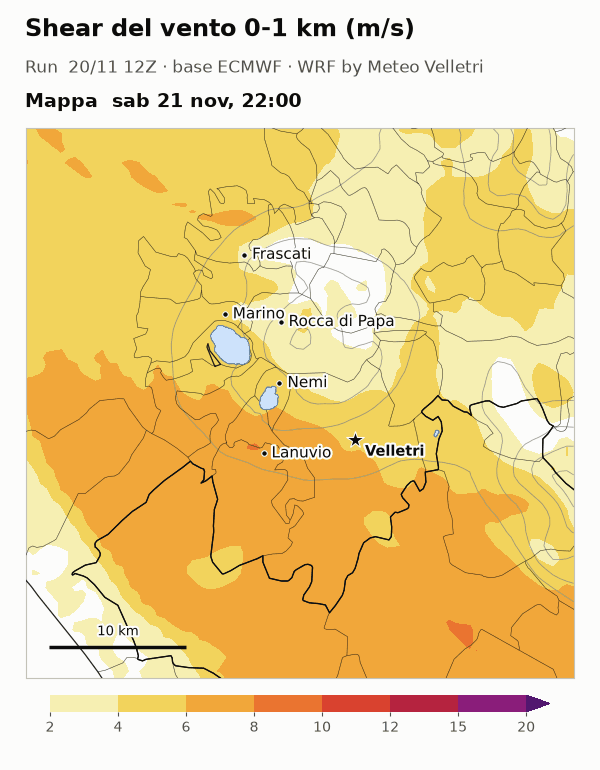 Shear del vento 0-1 km (m/s)
Run  20/11 12Z · base ECMWF · WRF by Meteo Velletri
Mappa  sab 21 nov, 22:00
Frascati
Marino
Rocca di Papa
Nemi
Velletri
Lanuvio
10 km
2 4 6 8 10 12 15 20